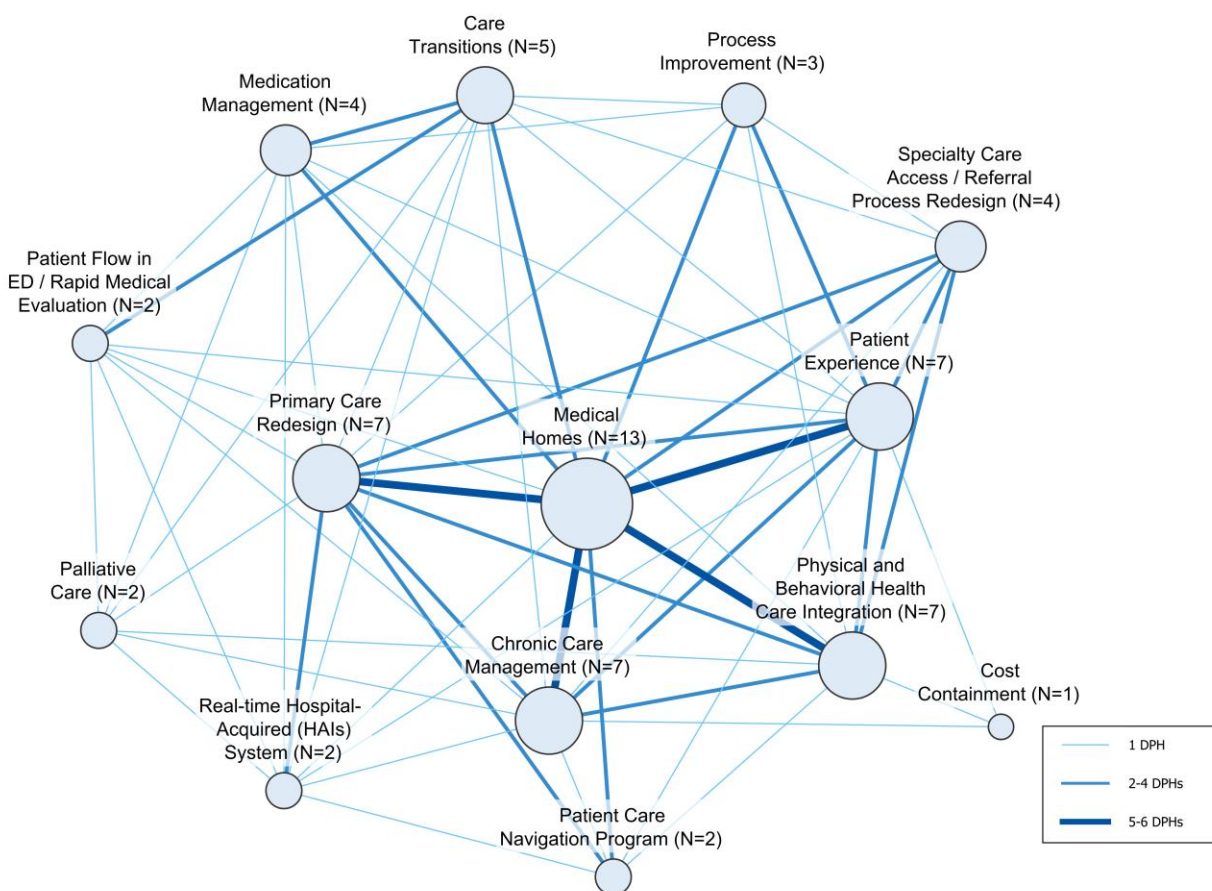 Care
Transitions (N=5)
Process
Improvement (N=3)
Medication
Management (N=4)
Specialty Care
Access / Referral
Process Redesign (N=4)
Patient Flow in
ED / Rapid Medical
Evaluation (N=2)
Patient
Experience (N=7)
Primary Care
Redesign (N=7)
Medical
Homes (N=13)
Palliative
Care (N=2)
Physical and
Behavioral Health
Care Integration (N=7)
Chronic Care
Management (N=7)
Cost
Containment (N=1)
Real-time Hospital-
Acquired (HAIs)
System (N=2)
Patient Care
Navigation Program (N=2)
1 DPH
2-4 DPHs
5-6 DPHs